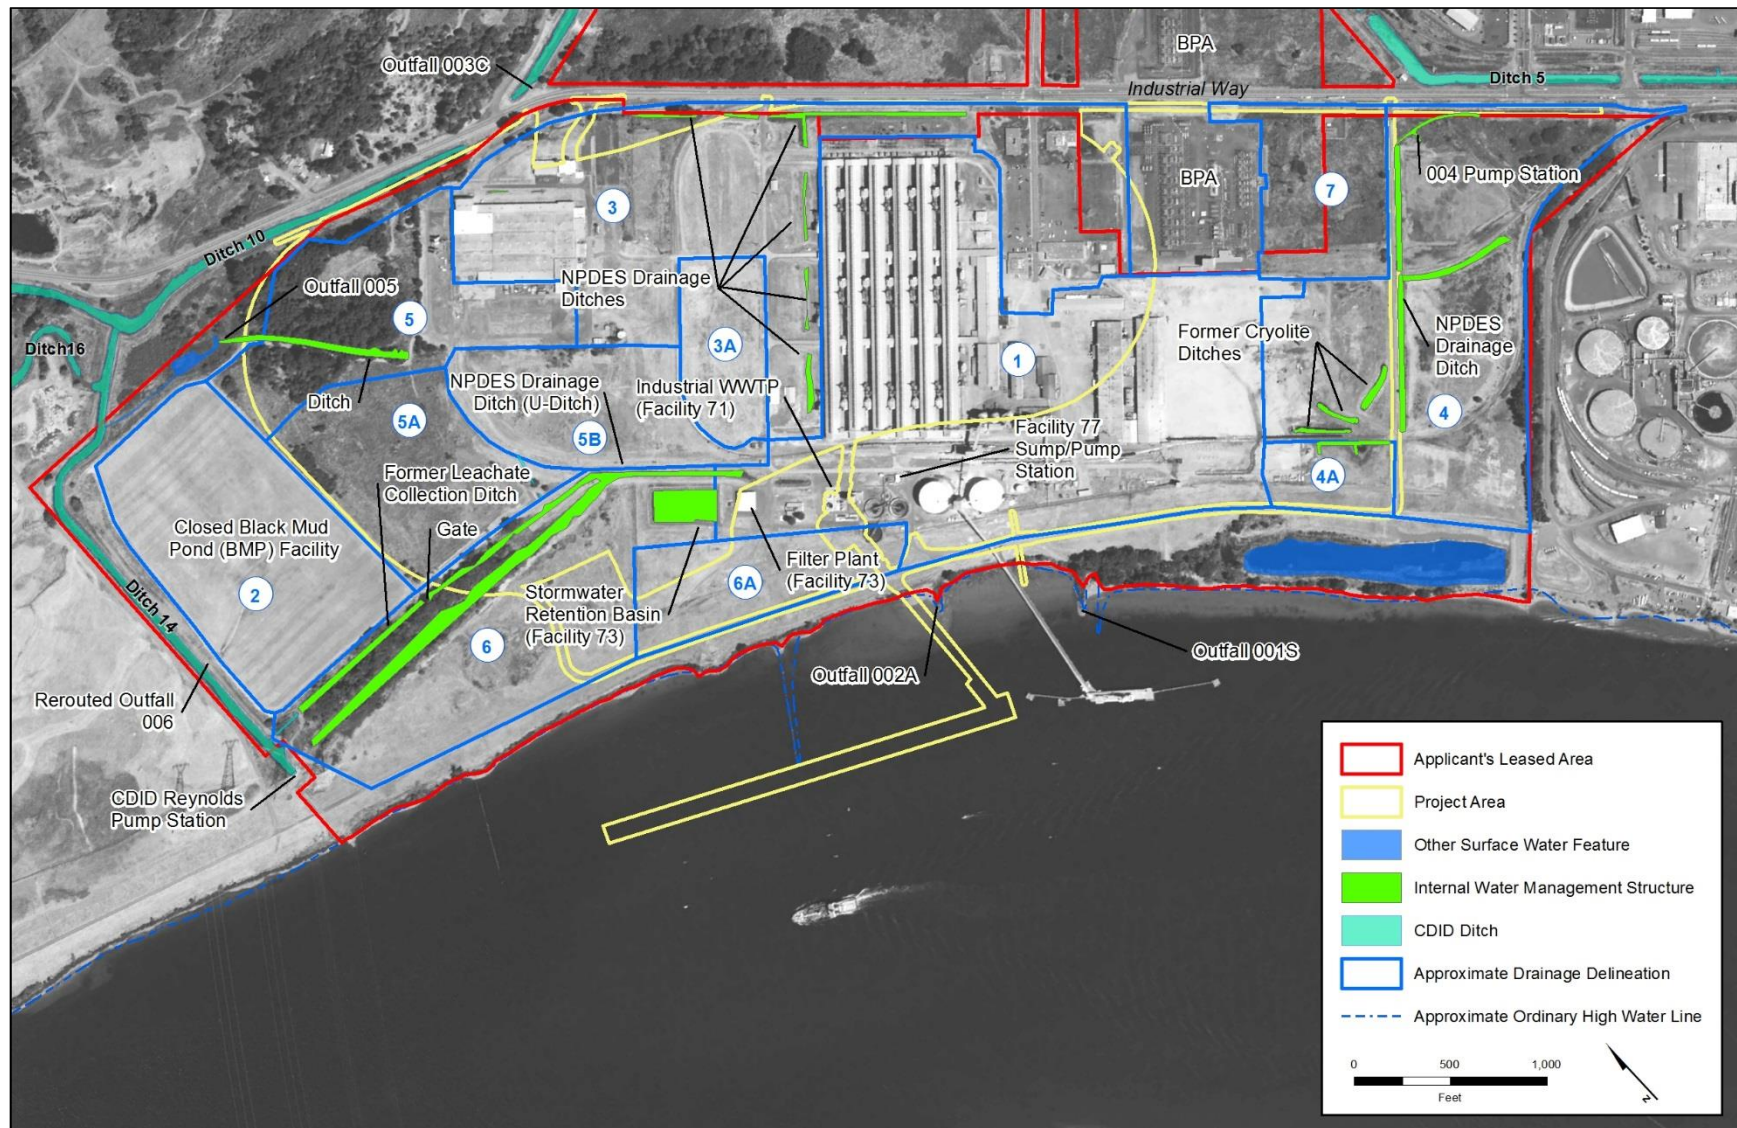 BPA
Outfall 003C
Ditch 5
Industrial Way
004 Pump Station
BPA
7
3
Ditch 10
NPDES Drainage
Ditches
Outfall 005
5
3A
1
Former Cryolite
Ditches
NPDES
Drainage
Ditch
4
Ditch16
Ditch
5A
NPDES Drainage
Ditch (U-Ditch)
5B
Industrial WWTP
(Facility 71)
Facility 77
Sump/Pump
Station
4A
Former Leachate
Collection Ditch
Gate
Closed Black Mud
Pond (BMP) Facility
2
Filter Plant
(Facility 73)
6A
Stormwater
Retention Basin
(Facility 73)
6
Ditch 14
Outfall 001S
Outfall 002A
Rerouted Outfall
006
CDID Reynolds
Pump Station
Applicant's Leased Area
Project Area
Other Surface Water Feature
Internal Water Management Structure
CDID Ditch
Approximate Drainage Delineation
Approximate Ordinary High Water Line
0 500 1,000
Feet
N